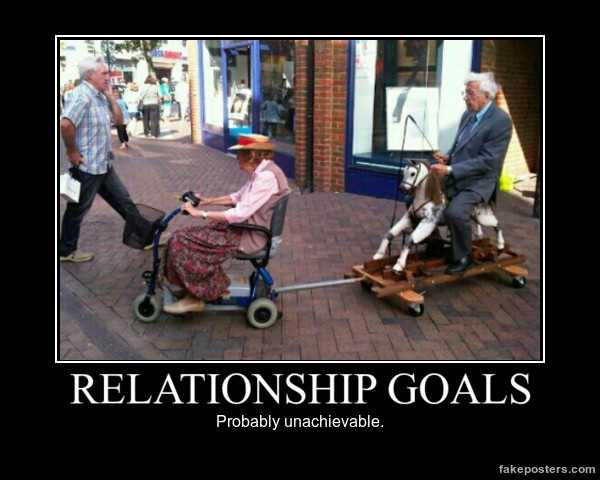 RELATIONSHIP GOALS
Probably unachievable.
fakeposters.com